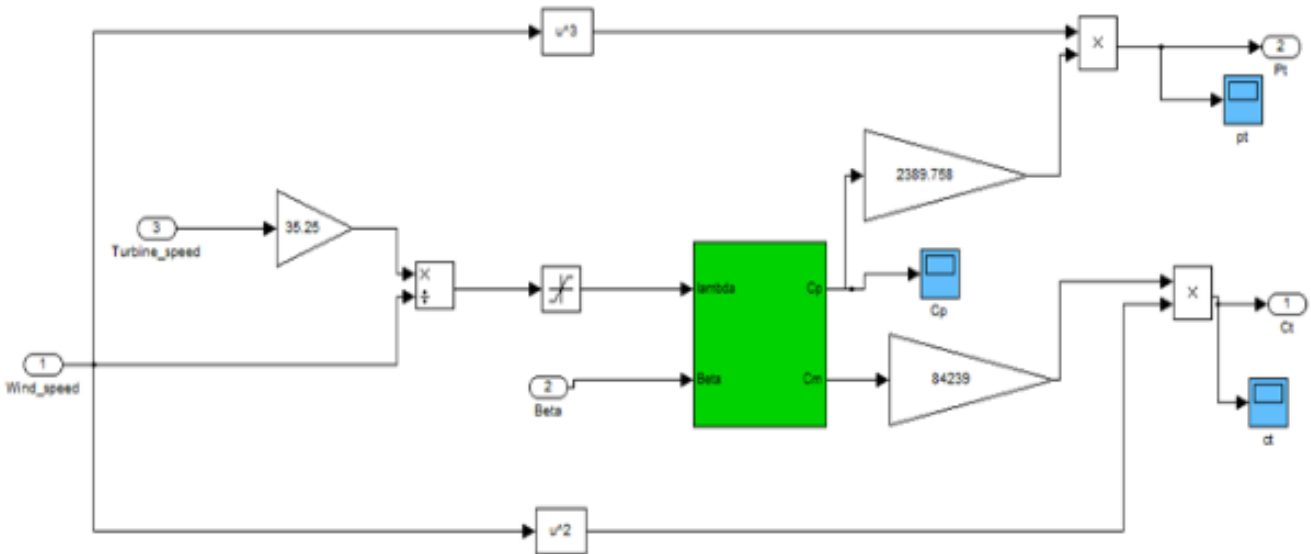 u^3
X
2
Pt
pt
2389.758
3
Turbine_speed
35.25
X
÷
lambda
Cp
Cp
X
1
Ct
1
Wind_speed
2
Beta
Beta
Cm
84239
ct
u^2